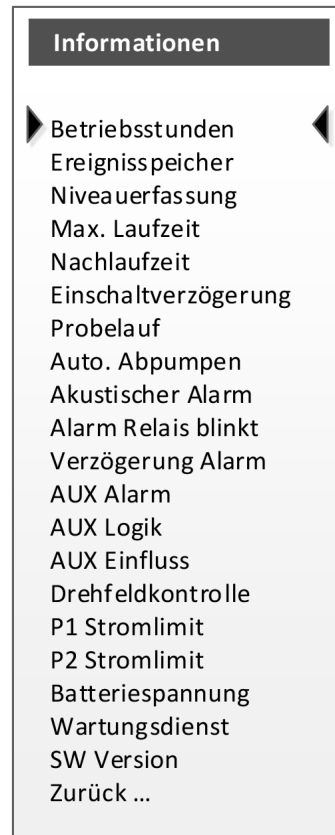 Informationen
Betriebsstunden
Ereignisspeicher
Niveauerfassung
Max. Laufzeit
Nachlaufzeit
Einschaltverzögerung
Probelauf
Auto. Abpumpen
Akustischer Alarm
Alarm Relais blinkt
Verzögerung Alarm
AUX Alarm
AUX Logik
AUX Einfluss
Drehfeldkontrolle
P1 Stromlimit
P2 Stromlimit
Batteriespannung
Wartungsdienst
SW Version
Zurück ...